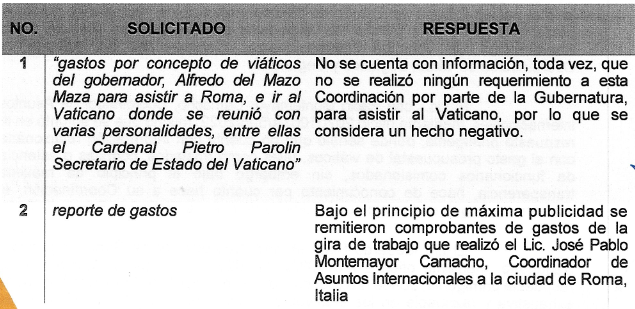 NO. SOLICITADO RESPUESTA
1 "gastos por concepto de viáticos No se cuenta con información, toda vez, que
del gobernador, Alfredo del Mazo no se realizó ningún requerimiento a esta
Maza para asistir a Roma, e ir al Coordinación por parte de la Gubernatura,
Vaticano donde se reunió con para asistir al Vaticano, por lo que se
varias personalidades, entre ellas considera un hecho negativo.
el Cardenal Pietro Parolin
Secretario de Estado del Vaticano"
2 reporte de gastos Bajo el principio de máxima publicidad se
remitieron comprobantes de gastos de la
gira de trabajo que realizó el Lic. José Pablo
Montemayor Camacho, Coordinador de
Asuntos Internacionales a la ciudad de Roma,
Italia